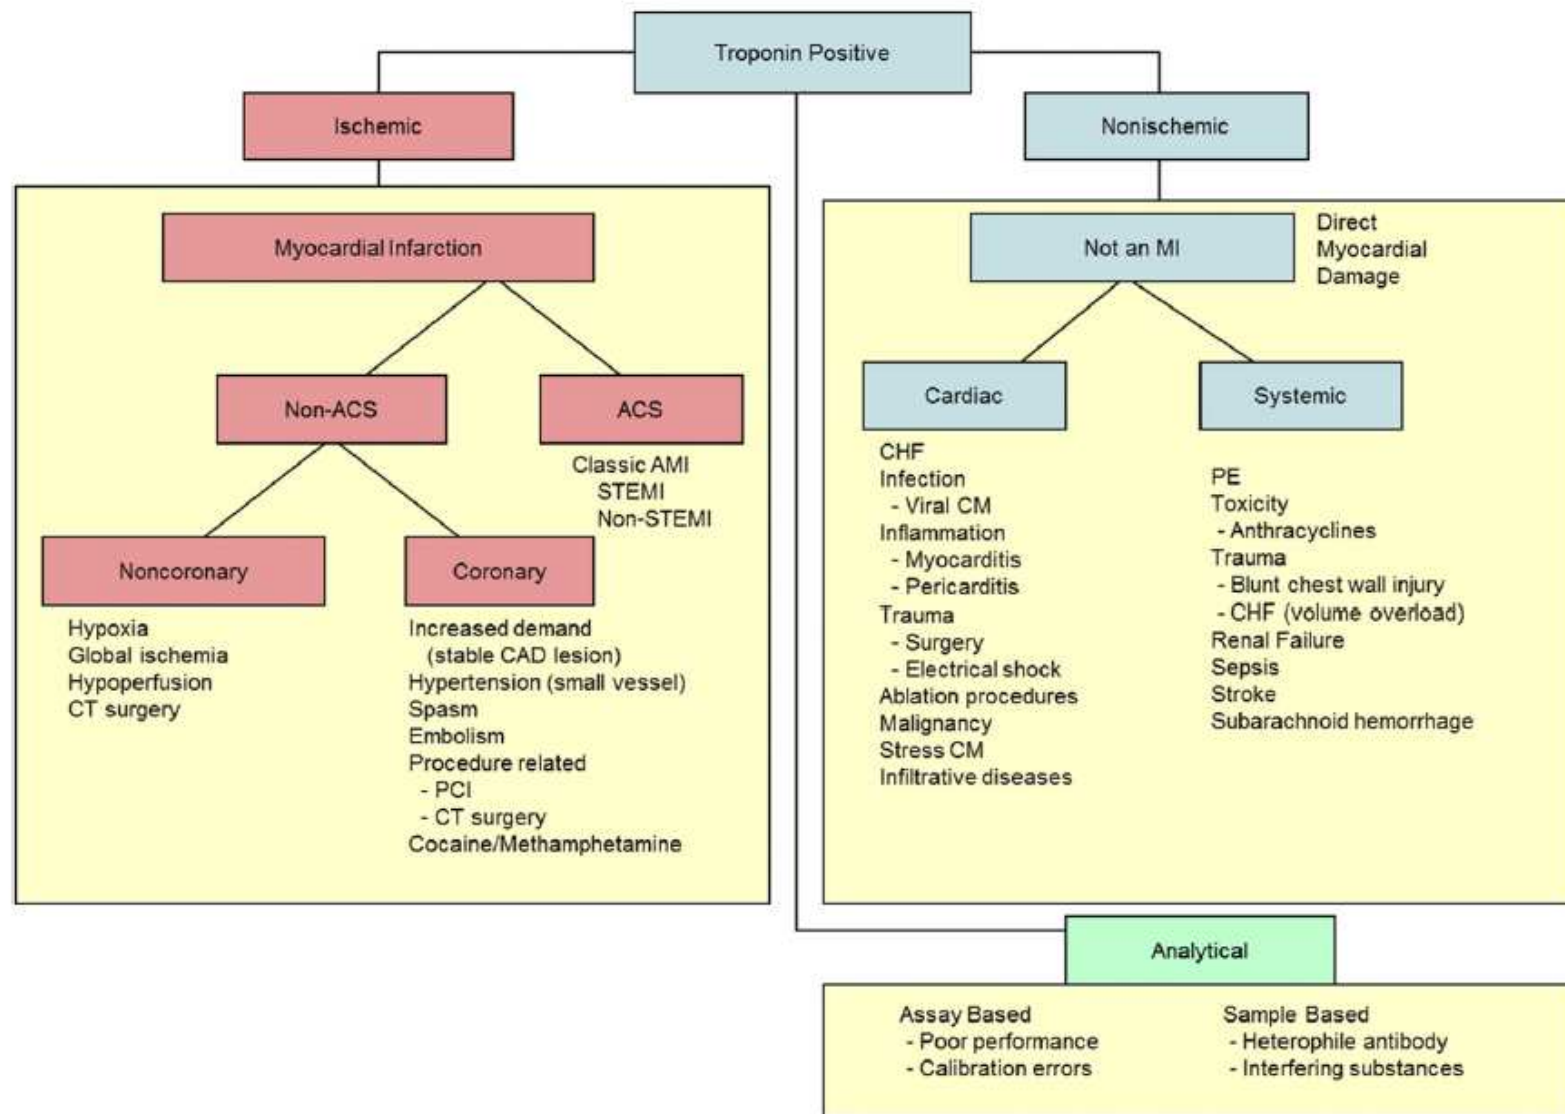 Troponin Positive
Ischemic
Nonischemic
Myocardial Infarction
Non-ACS
ACS
Classic AMI
STEMI
Non-STEMI
Noncoronary
Hypoxia
Global ischemia
Hypoperfusion
CT surgery
Coronary
Increased demand
(stable CAD lesion)
Hypertension (small vessel)
Spasm
Embolism
Procedure related
- PCI
- CT surgery
Cocaine/Methamphetamine
Not an MI
Direct
Myocardial
Damage
Cardiac
CHF
Infection
- Viral CM
Inflammation
- Myocarditis
- Pericarditis
Trauma
- Surgery
- Electrical shock
Ablation procedures
Malignancy
Stress CM
Infiltrative diseases
Systemic
PE
Toxicity
- Anthracyclines
Trauma
- Blunt chest wall injury
- CHF (volume overload)
Renal Failure
Sepsis
Stroke
Subarachnoid hemorrhage
Analytical
Assay Based
- Poor performance
- Calibration errors
Sample Based
- Heterophile antibody
- Interfering substances